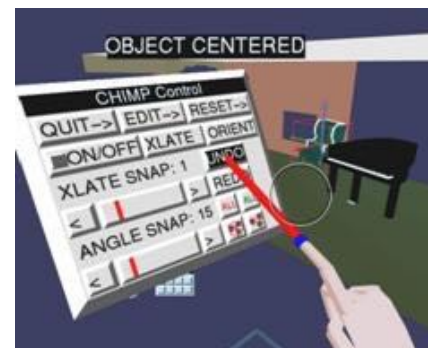 OBJECT CENTERED
CHIMP Control
QUIT-> EDIT-> RESET->
ON/OFF XLATE ORIENT
XLATE SNAP: 1 UNDO
< > RED
ANGLE SNAP: 15 ALL
< >